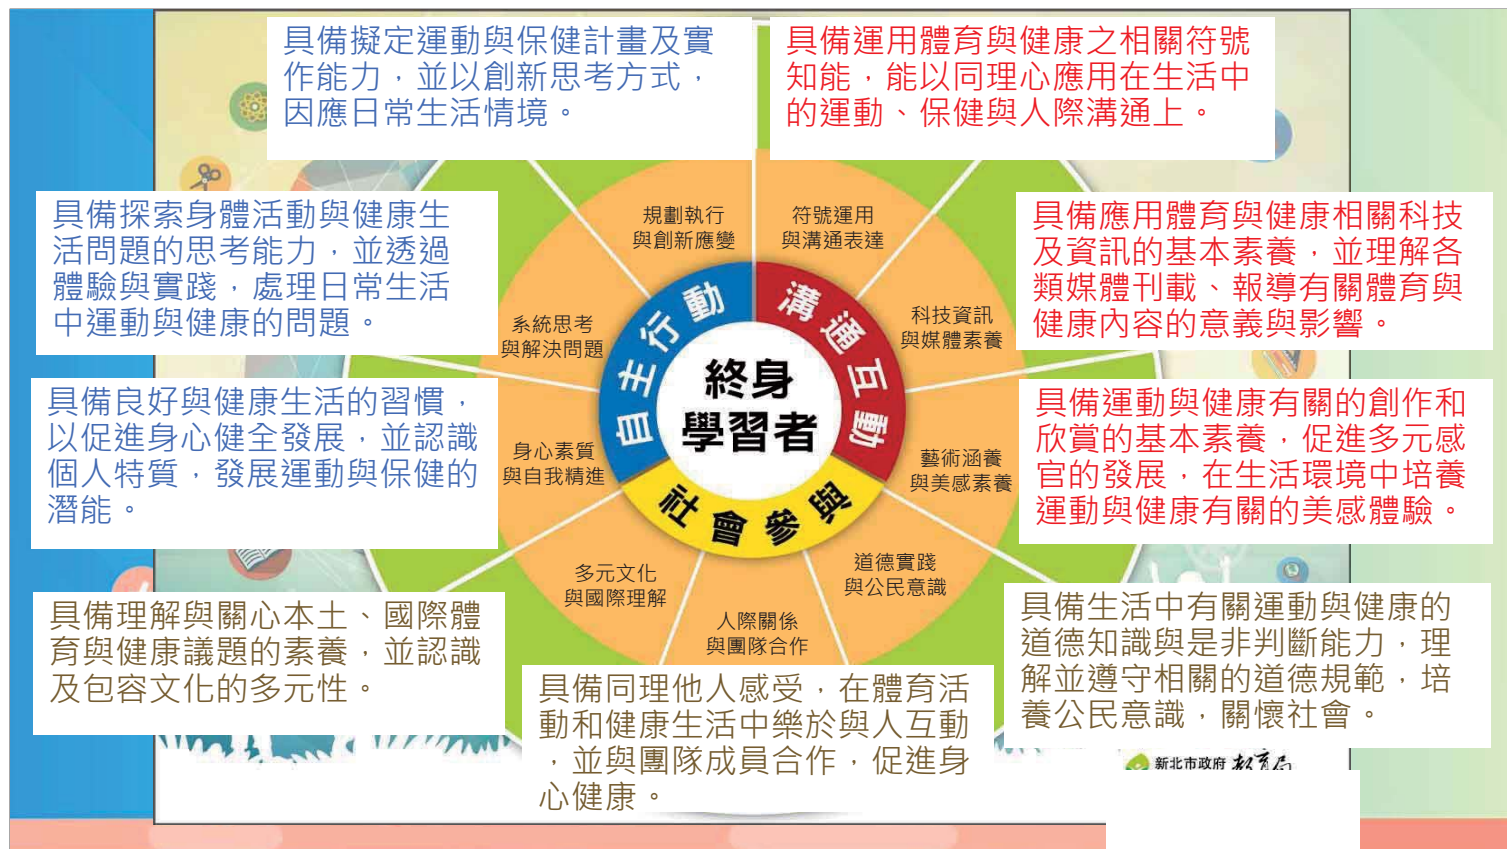 具備擬定運動與保健計畫及實
作能力，並以創新思考方式，
因應日常生活情境。
具備運用體育與健康之相關符號
知能，能以同理心應用在生活中
的運動、保健與人際溝通上。
具備探索身體活動與健康生
活問題的思考能力，並透過
體驗與實踐，處理日常生活
中運動與健康的問題。
規劃執行
與創新應變
符號運用
與溝通表達
具備應用體育與健康相關科技
及資訊的基本素養，並理解各
類媒體刊載、報導有關體育與
健康內容的意義與影響。
系統思考
與解決問題
科技資訊
與媒體素養
自主行動
溝通互動
終身
學習者
具備良好與健康生活的習慣，
以促進身心健全發展，並認識
個人特質，發展運動與保健的
潛能。
身心素質
與自我精進
藝術涵養
與美感素養
具備運動與健康有關的創作和
欣賞的基本素養，促進多元感
官的發展，在生活環境中培養
運動與健康有關的美感體驗。
社會參與
多元文化
與國際理解
人際關係
與團隊合作
道德實踐
與公民意識
具備理解與關心本土、國際體
育與健康議題的素養，並認識
及包容文化的多元性。
具備同理他人感受，在體育活
動和健康生活中樂於與人互動
，並與團隊成員合作，促進身
心健康。
具備生活中有關運動與健康的
道德知識與是非判斷能力，理
解並遵守相關的道德規範，培
養公民意識，關懷社會。
新北市政府 教育局